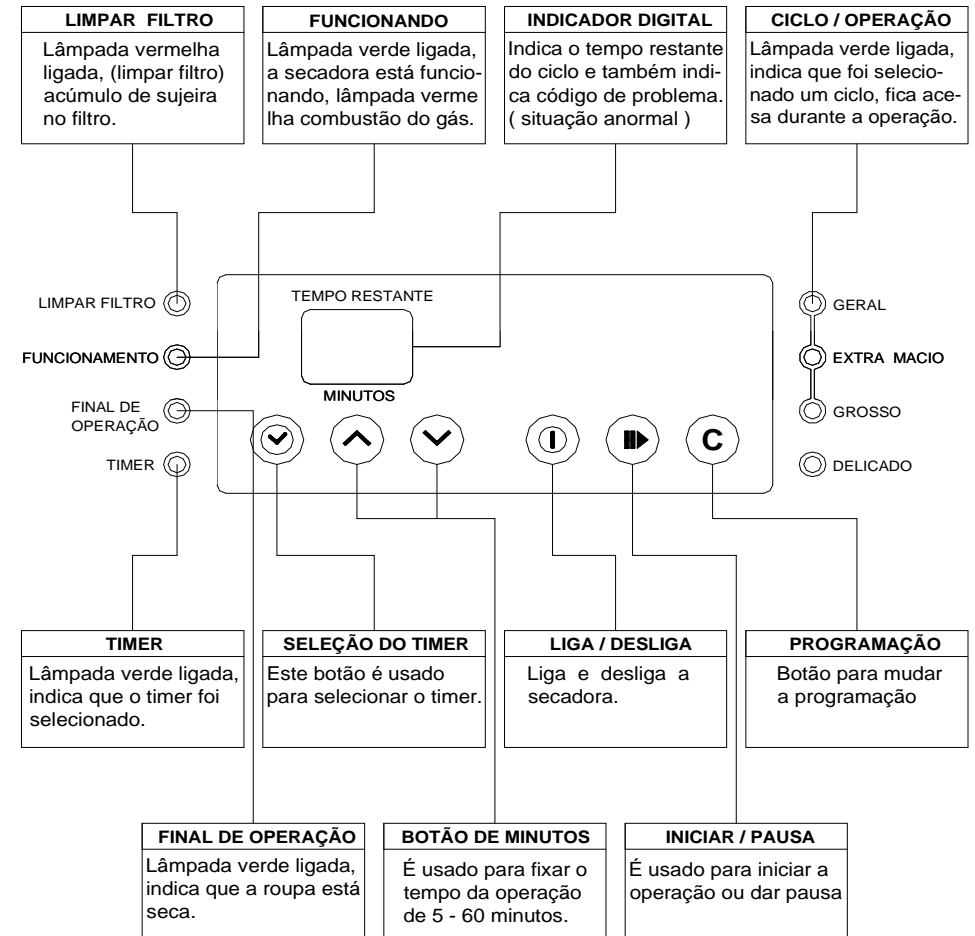 LIMPAR FILTRO
Lâmpada vermelha
ligada, (limpar filtro)
acúmulo de sujeira
no filtro.
FUNCIONANDO
Lâmpada verde ligada,
a secadora está funcio-
nando, lâmpada verme
lha combustão do gás.
INDICADOR DIGITAL
Indica o tempo restante
do ciclo e também indi-
ca código de problema.
( situação anormal )
CICLO / OPERAÇÃO
Lâmpada verde ligada,
indica que foi selecio-
nado um ciclo, fica ace-
sa durante a operação.
LIMPAR FILTRO
FUNCIONAMENTO
FINAL DE
OPERAÇÃO
TIMER
TEMPO RESTANTE
MINUTOS
C
GERAL
EXTRA MACIO
GROSSO
DELICADO
TIMER
Lâmpada verde ligada,
indica que o timer foi
selecionado.
SELEÇÃO DO TIMER
Este botão é usado
para selecionar o timer.
LIGA / DESLIGA
Liga e desliga a
secadora.
PROGRAMAÇÃO
Botão para mudar
a programação
FINAL DE OPERAÇÃO
Lâmpada verde ligada,
indica que a roupa está
seca.
BOTÃO DE MINUTOS
É usado para fixar o
tempo da operação
de 5 - 60 minutos.
INICIAR / PAUSA
É usado para iniciar a
operação ou dar pausa